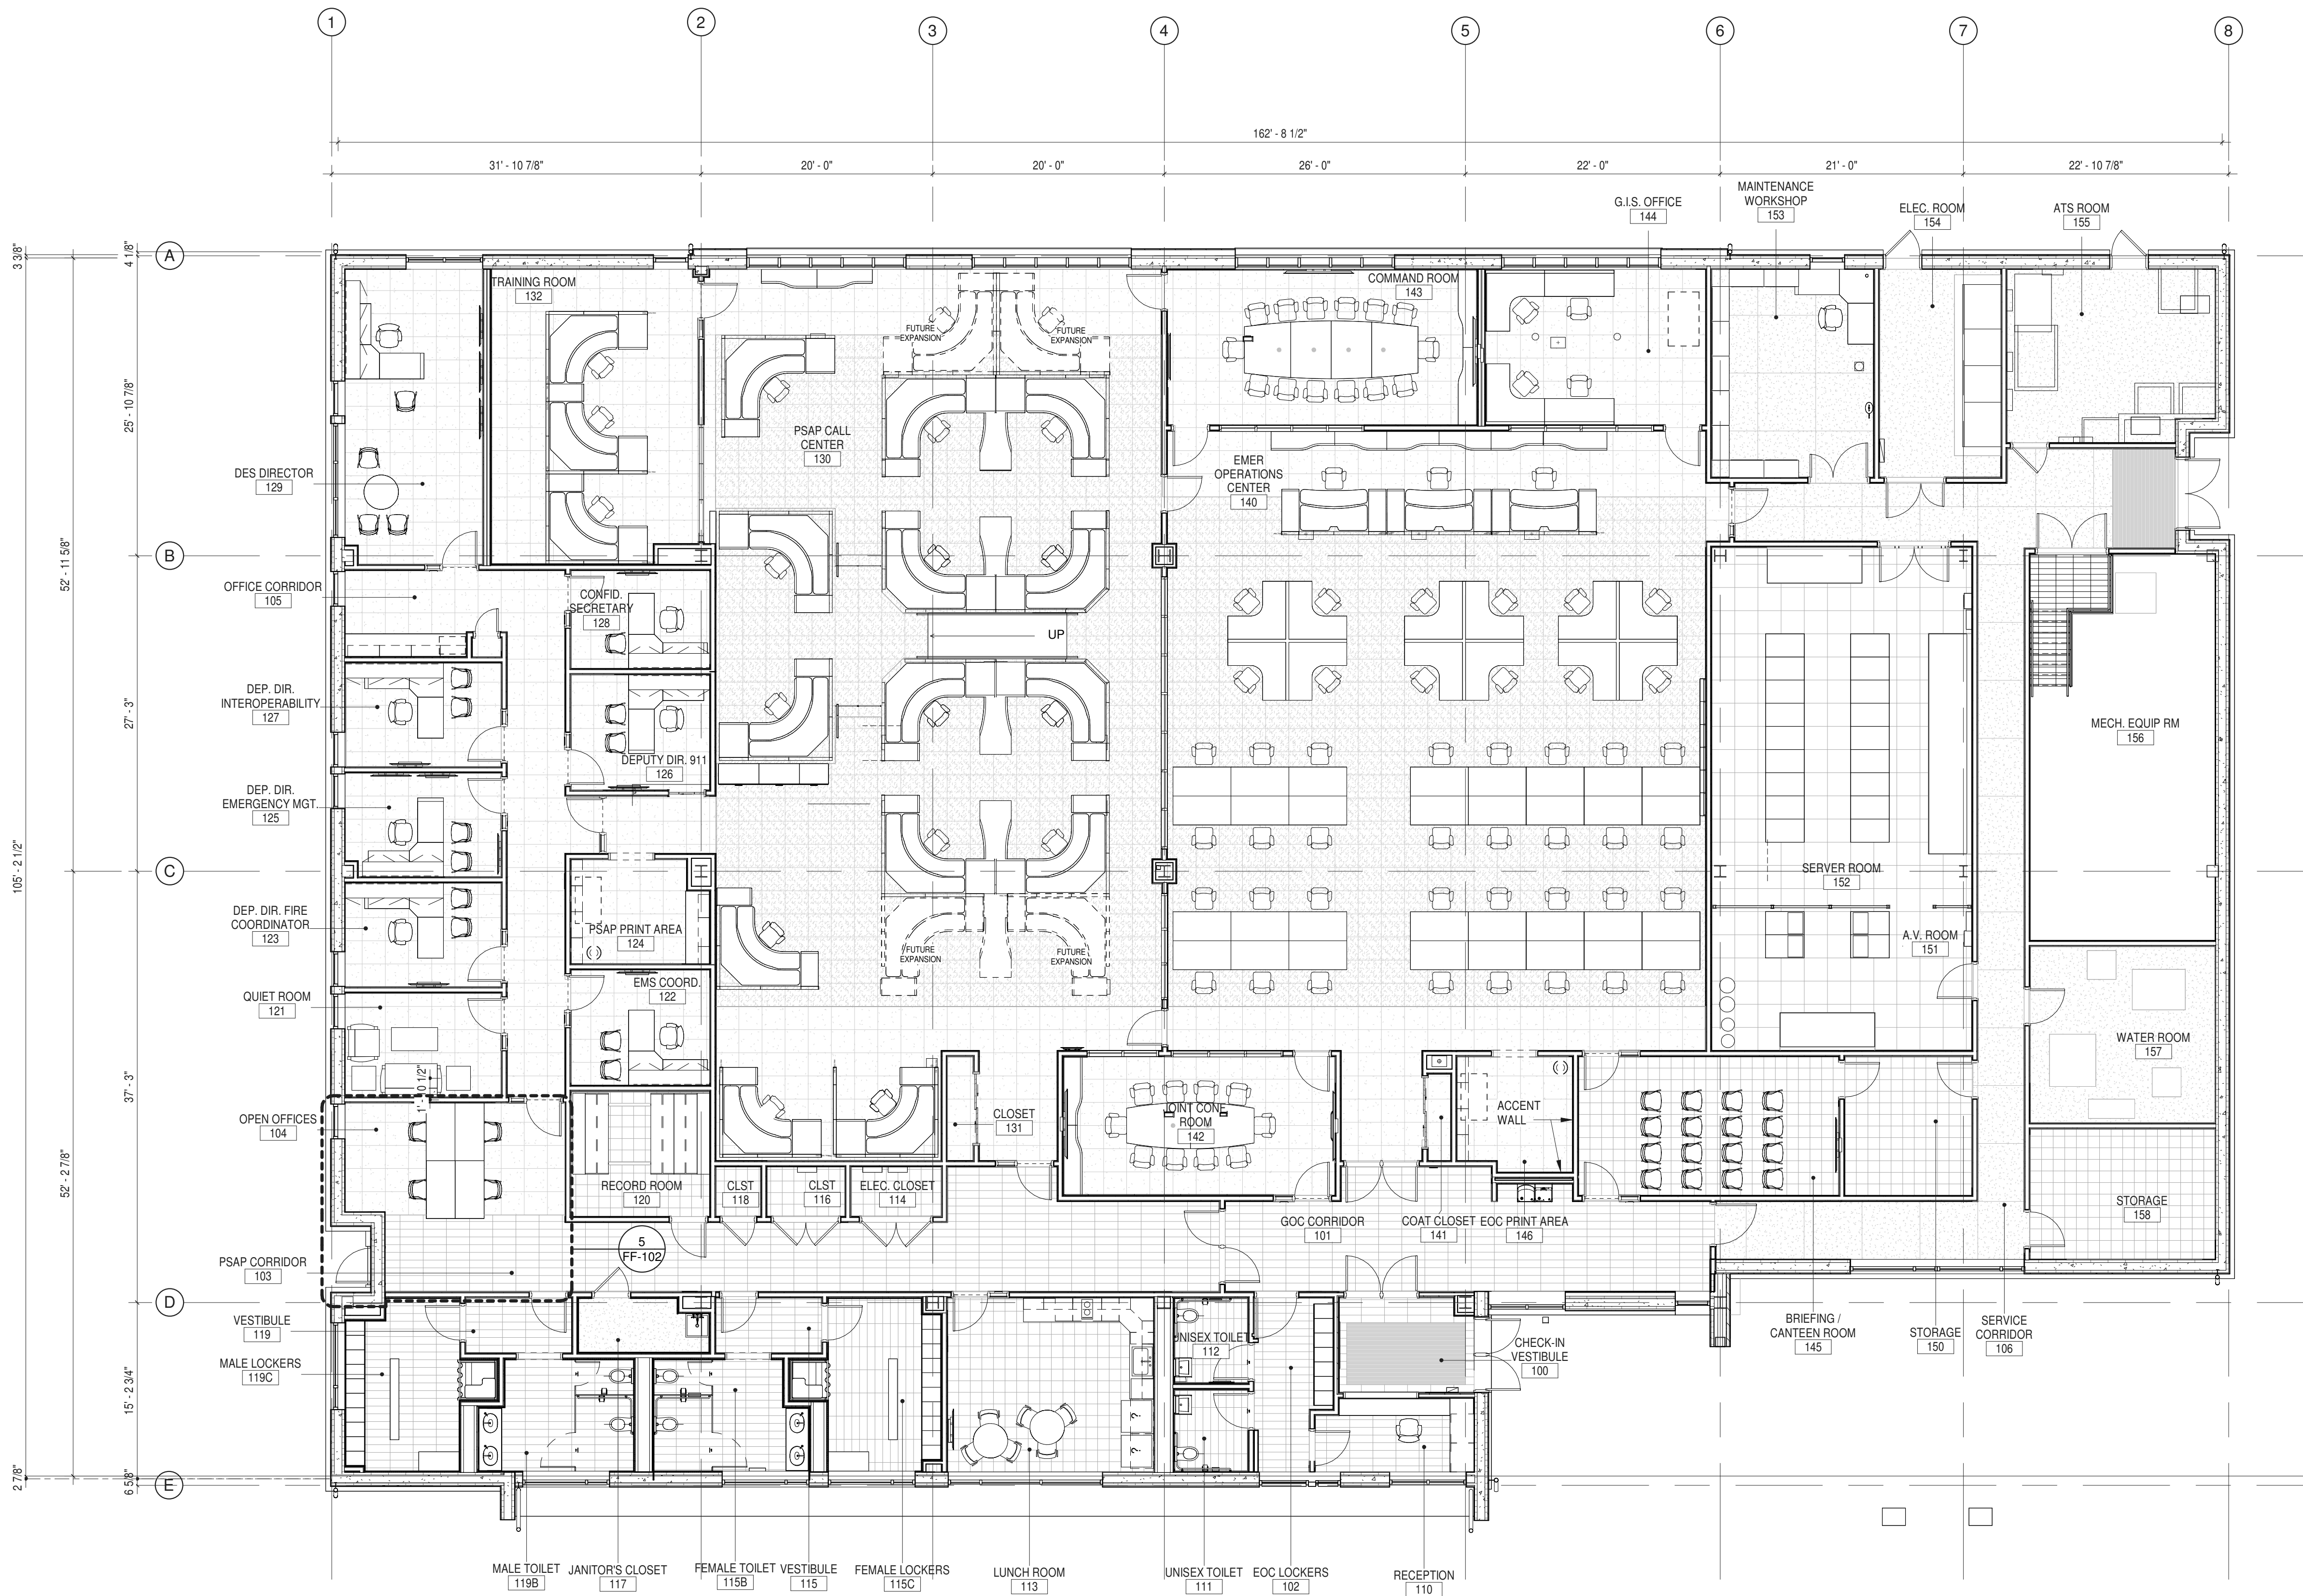 1
2
3
4
5
6
7
8
162' - 8 1/2"
31' - 10 7/8"
20' - 0"
20' - 0"
26' - 0"
22' - 0"
21' - 0"
22' - 10 7/8"
G.I.S. OFFICE
144
MAINTENANCE
WORKSHOP
153
ELEC. ROOM
154
ATS ROOM
155
A
3 3/8"
4 1/8"
TRAINING ROOM
132
COMMAND ROOM
143
FUTURE
EXPANSION
FUTURE
EXPANSION
25' - 10 7/8"
PSAP CALL
CENTER
130
DES DIRECTOR
129
EMER
OPERATIONS
CENTER
140
B
52' - 11 5/8"
OFFICE CORRIDOR
105
CONFID.
SECRETARY
128
UP
DEP. DIR.
INTEROPERABILITY
127
27' - 3"
MECH. EQUIP RM
156
DEPUTY DIR. 911
126
DEP. DIR.
EMERGENCY MGT.
125
105' - 2 1/2"
C
SERVER ROOM
152
DEP. DIR. FIRE
COORDINATOR
123
PSAP PRINT AREA
124
A.V. ROOM
151
FUTURE
EXPANSION
FUTURE
EXPANSION
EMS COORD.
122
QUIET ROOM
121
WATER ROOM
157
37' - 3"
0 1/2"
OPEN OFFICES
104
CLOSET
131
JOINT CONF.
ROOM
142
ACCENT
WALL
52' - 2 7/8"
RECORD ROOM
120
CLST
118
CLST
116
ELEC. CLOSET
114
STORAGE
158
GOC CORRIDOR
101
COAT CLOSET
141
EOC PRINT AREA
146
5
FF-102
PSAP CORRIDOR
103
D
VESTIBULE
119
UNISEX TOILET
112
CHECK-IN
VESTIBULE
100
BRIEFING /
CANTEEN ROOM
145
STORAGE
150
SERVICE
CORRIDOR
106
MALE LOCKERS
119C
15' - 2 3/4"
?
?
2 7/8"
6 5/8"
E
MALE TOILET
119B
JANITOR'S CLOSET
117
FEMALE TOILET
115B
VESTIBULE
115
FEMALE LOCKERS
115C
LUNCH ROOM
113
UNISEX TOILET
111
EOC LOCKERS
102
RECEPTION
110